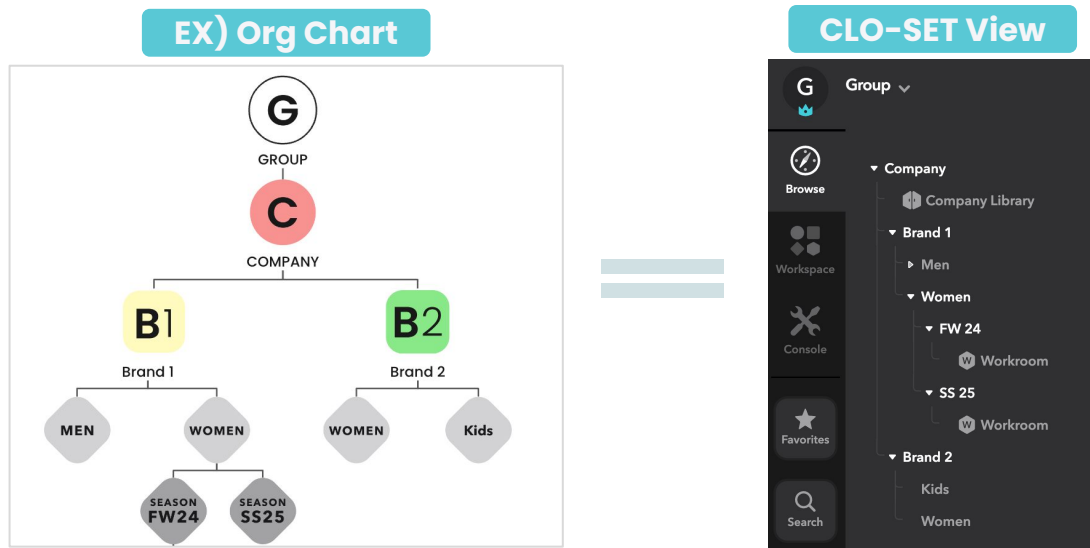 EX) Org Chart
G
GROUP
C
COMPANY
B1
B2
Brand 1
Brand 2
MEN
WOMEN
WOMEN
Kids
SEASON
FW24
SEASON
SS25
CLO-SET View
G
Group
Browse
Workspace
Console
Favorites
Search
Company
Company Library
Brand 1
Men
Women
FW 24
W Workroom
SS 25
W Workroom
Brand 2
Kids
Women